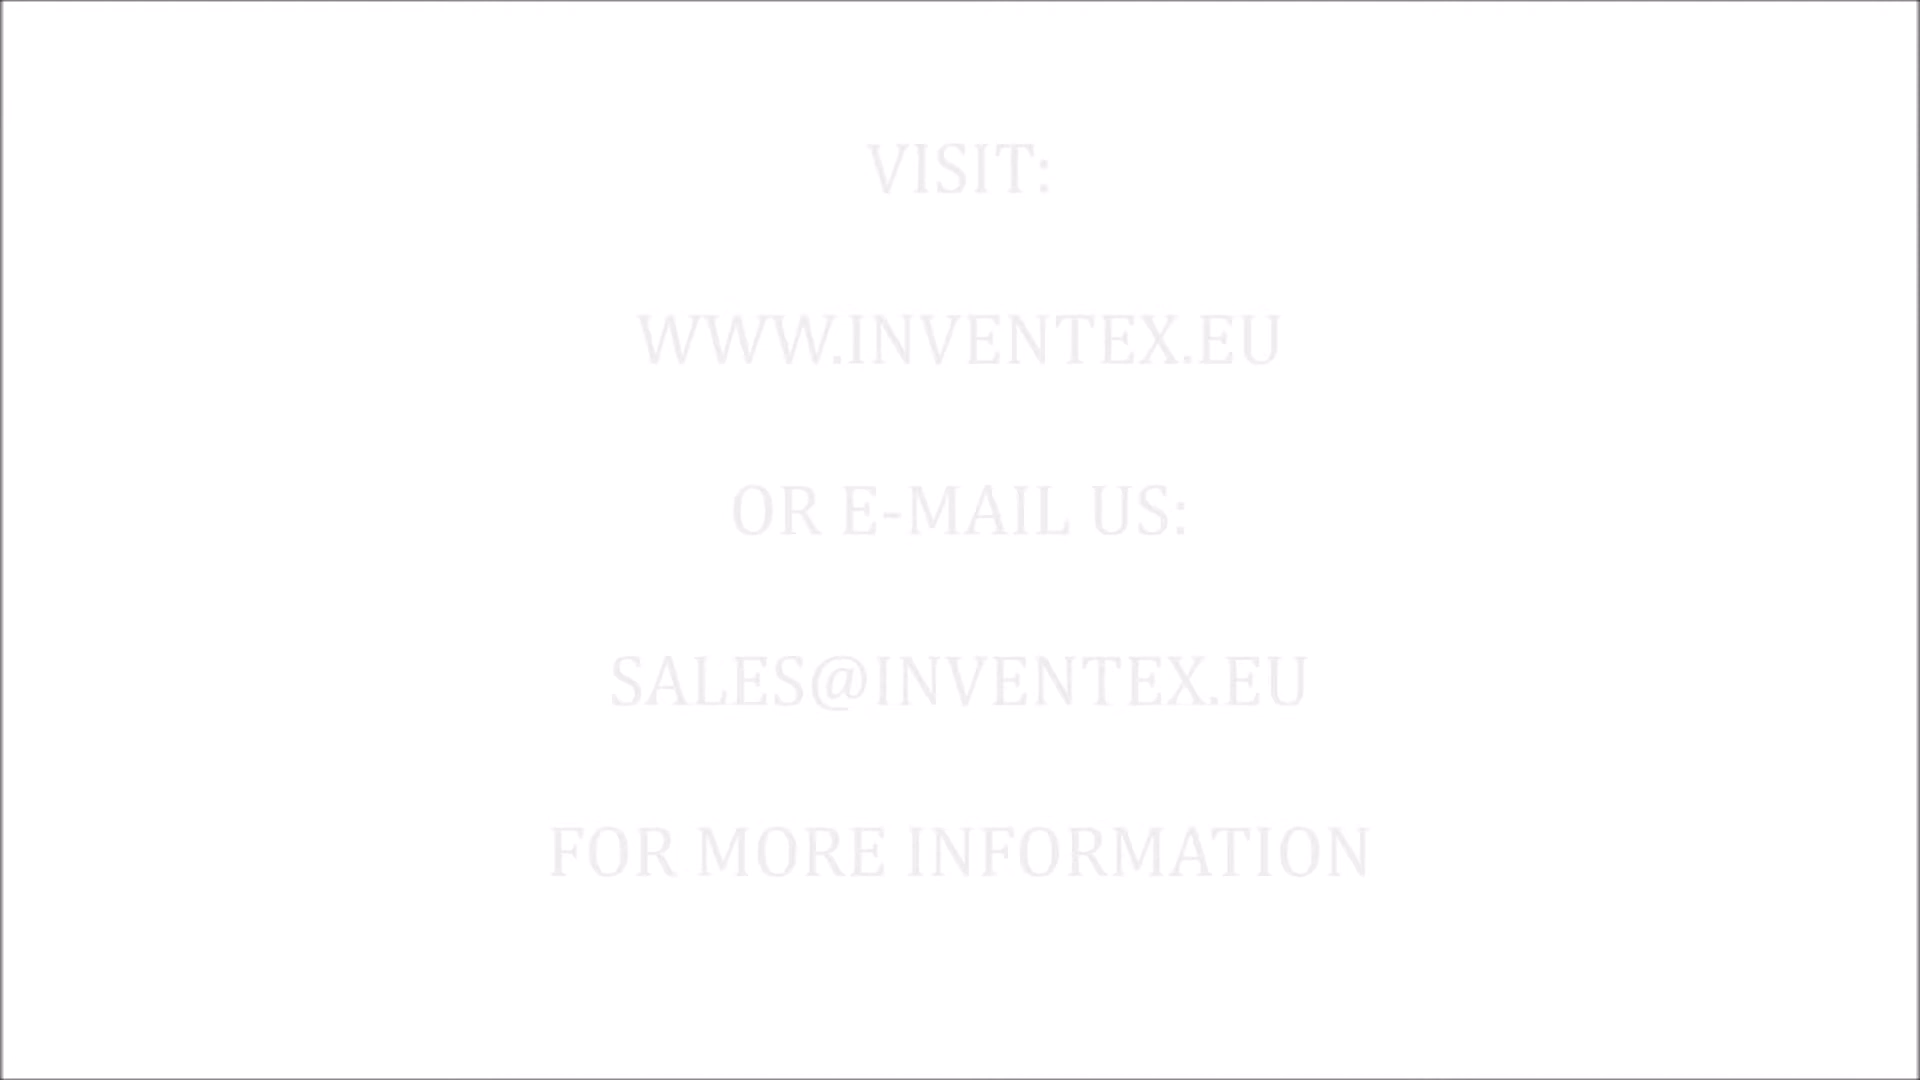 VISIT:
WWW.INVENTEX.EU
OR E-MAIL US:
SALES@INVENTEX.EU
FOR MORE INFORMATION